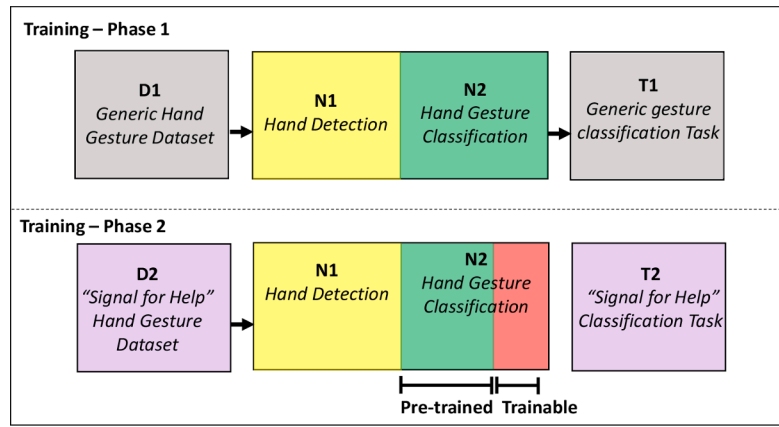 Training – Phase 1
D1
Generic Hand
Gesture Dataset
N1
Hand Detection
N2
Hand Gesture
Classification
T1
Generic gesture
classification Task
Training – Phase 2
D2
“Signal for Help”
Hand Gesture
Dataset
N1
Hand Detection
N2
Hand Gesture
Classification
T2
“Signal for Help”
Classification Task
Pre-trained
Trainable